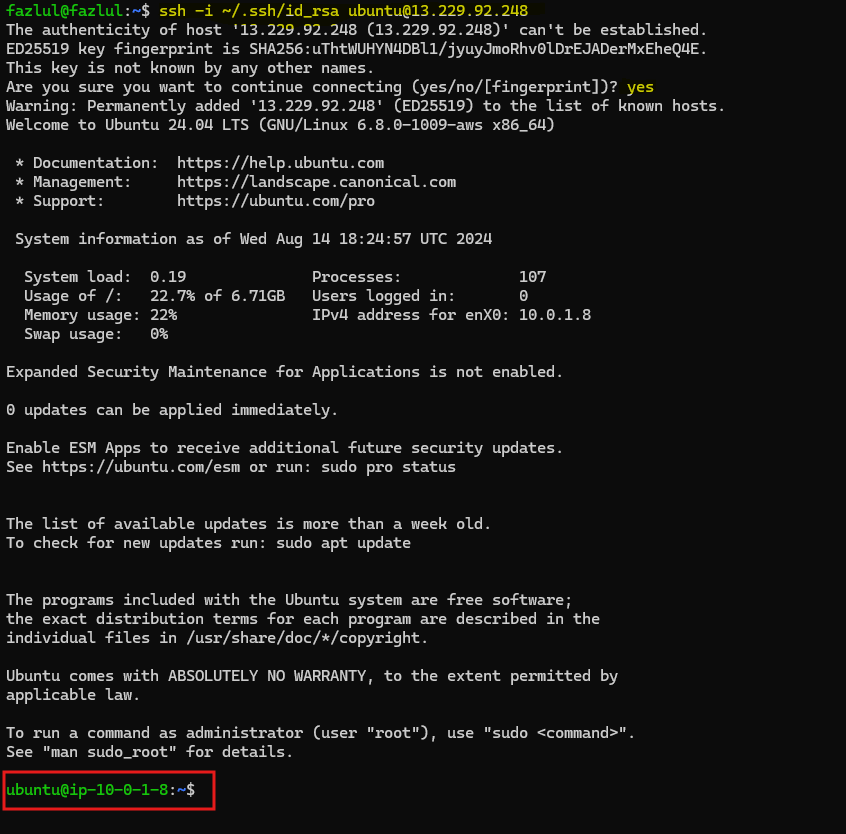 fazlul@fazlul:~$ ssh -i ~/.ssh/id_rsa ubuntu@13.229.92.248
The authenticity of host '13.229.92.248 (13.229.92.248)' can't be established.
ED25519 key fingerprint is SHA256:uThtWUHYN4DBl1/jyuyJmoRhv0lDrEJADerMxEheQ4E.
This key is not known by any other names.
Are you sure you want to continue connecting (yes/no/[fingerprint])? yes
Warning: Permanently added '13.229.92.248' (ED25519) to the list of known hosts.
Welcome to Ubuntu 24.04 LTS (GNU/Linux 6.8.0-1009-aws x86_64)

 * Documentation:  https://help.ubuntu.com
 * Management:     https://landscape.canonical.com
 * Support:        https://ubuntu.com/pro

 System information as of Wed Aug 14 18:24:57 UTC 2024

  System load:  0.19              Processes:             107
  Usage of /:   22.7% of 6.71GB   Users logged in:       0
  Memory usage: 22%               IPv4 address for enX0: 10.0.1.8
  Swap usage:   0%

Expanded Security Maintenance for Applications is not enabled.

0 updates can be applied immediately.

Enable ESM Apps to receive additional future security updates.
See https://ubuntu.com/esm or run: sudo pro status

The list of available updates is more than a week old.
To check for new updates run: sudo apt update

The programs included with the Ubuntu system are free software;
the exact distribution terms for each program are described in the
individual files in /usr/share/doc/*/copyright.

Ubuntu comes with ABSOLUTELY NO WARRANTY, to the extent permitted by
applicable law.

To run a command as administrator (user "root"), use "sudo <command>".
See "man sudo_root" for details.

ubuntu@ip-10-0-1-8:~$